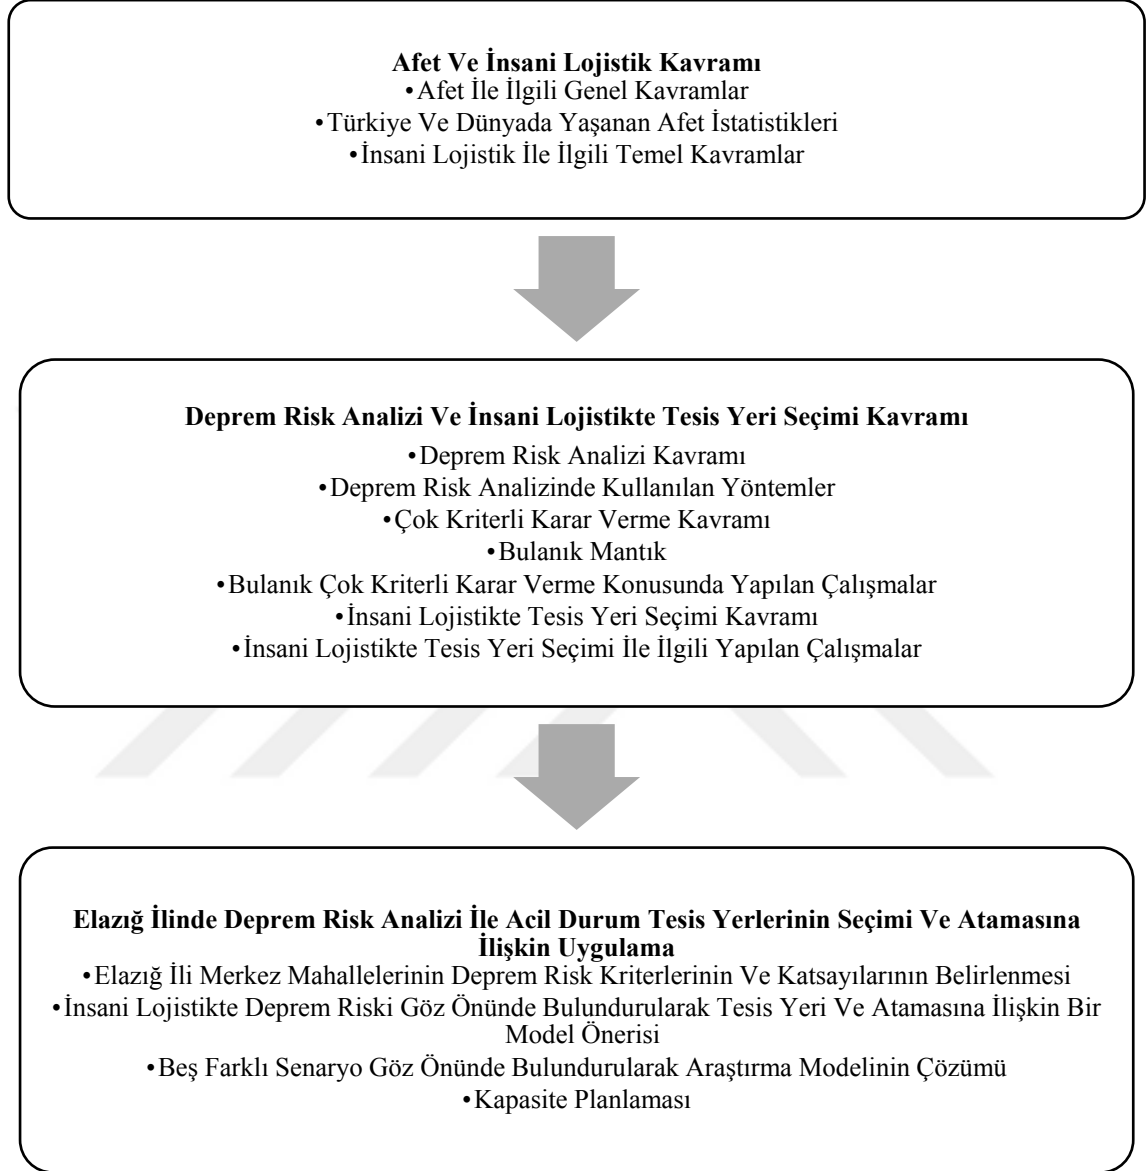 Afet Ve İnsani Lojistik Kavramı
•Afet İle İlgili Genel Kavramlar
•Türkiye Ve Dünyada Yaşanan Afet İstatistikleri
•İnsani Lojistik İle İlgili Temel Kavramlar
Deprem Risk Analizi Ve İnsani Lojistikte Tesis Yeri Seçimi Kavramı
•Deprem Risk Analizi Kavramı
•Deprem Risk Analizinde Kullanılan Yöntemler
•Çok Kriterli Karar Verme Kavramı
•Bulanık Mantık
•Bulanık Çok Kriterli Karar Verme Konusunda Yapılan Çalışmalar
•İnsani Lojistikte Tesis Yeri Seçimi Kavramı
•İnsani Lojistikte Tesis Yeri Seçimi İle İlgili Yapılan Çalışmalar
Elazığ İlinde Deprem Risk Analizi İle Acil Durum Tesis Yerlerinin Seçimi Ve Atamasına
İlişkin Uygulama
•Elazığ İli Merkez Mahallelerinin Deprem Risk Kriterlerinin Ve Katsayılarının Belirlenmesi
•İnsani Lojistikte Deprem Riski Göz Önünde Bulundurularak Tesis Yeri Ve Atamasına İlişkin Bir
Model Önerisi
•Beş Farklı Senaryo Göz Önünde Bulundurularak Araştırma Modelinin Çözümü
•Kapasite Planlaması